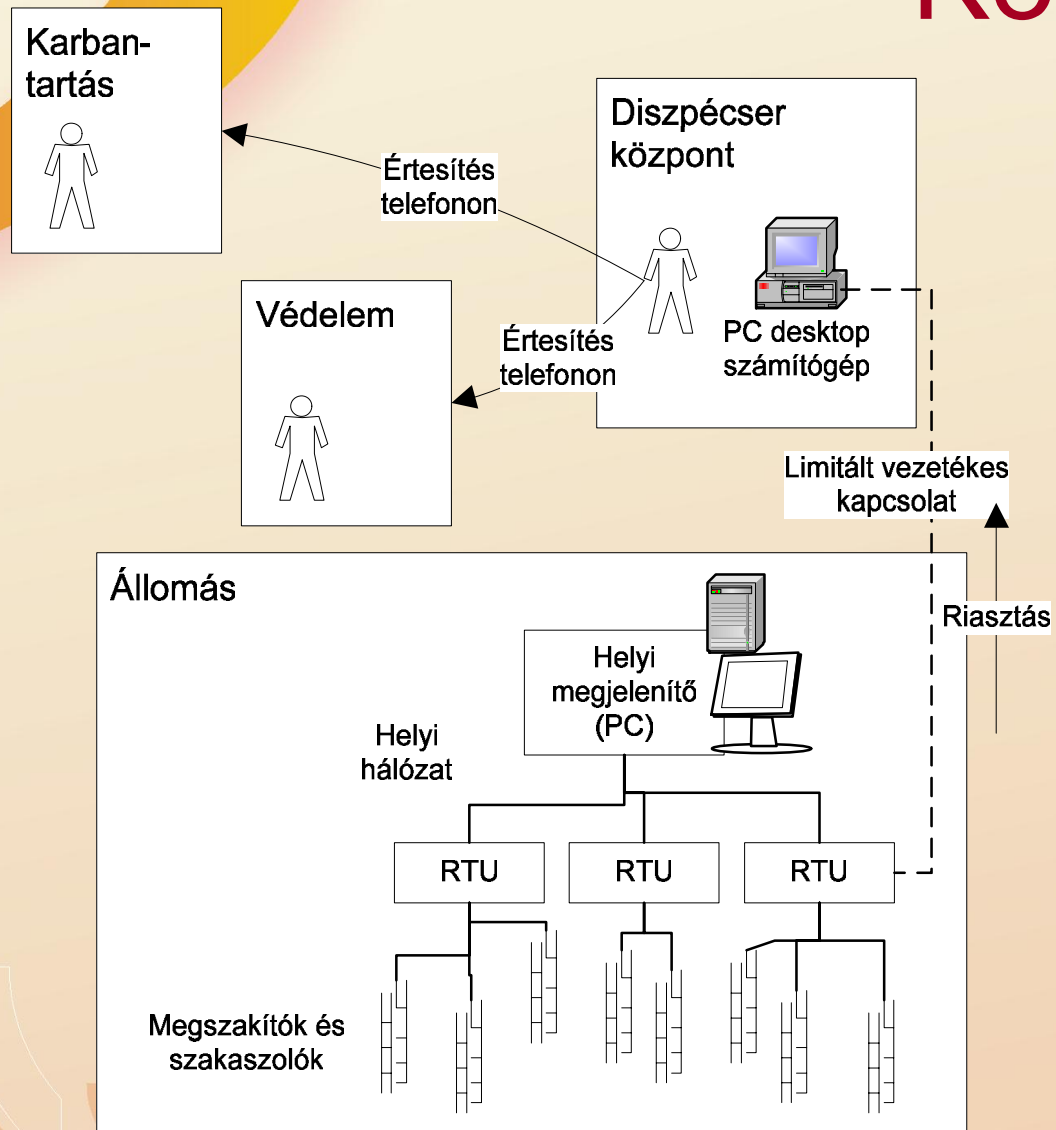 Karban-
tartás
Diszpécser
központ
Értesítés
telefonon
Védelem
Értesítés
telefonon
PC desktop
számítógép
Limitált vezetékes
kapcsolat
Állomás
Riasztás
Helyi
megjelenítő
(PC)
Helyi
hálózat
RTU
RTU
RTU
Megszakítók és
szakaszolók